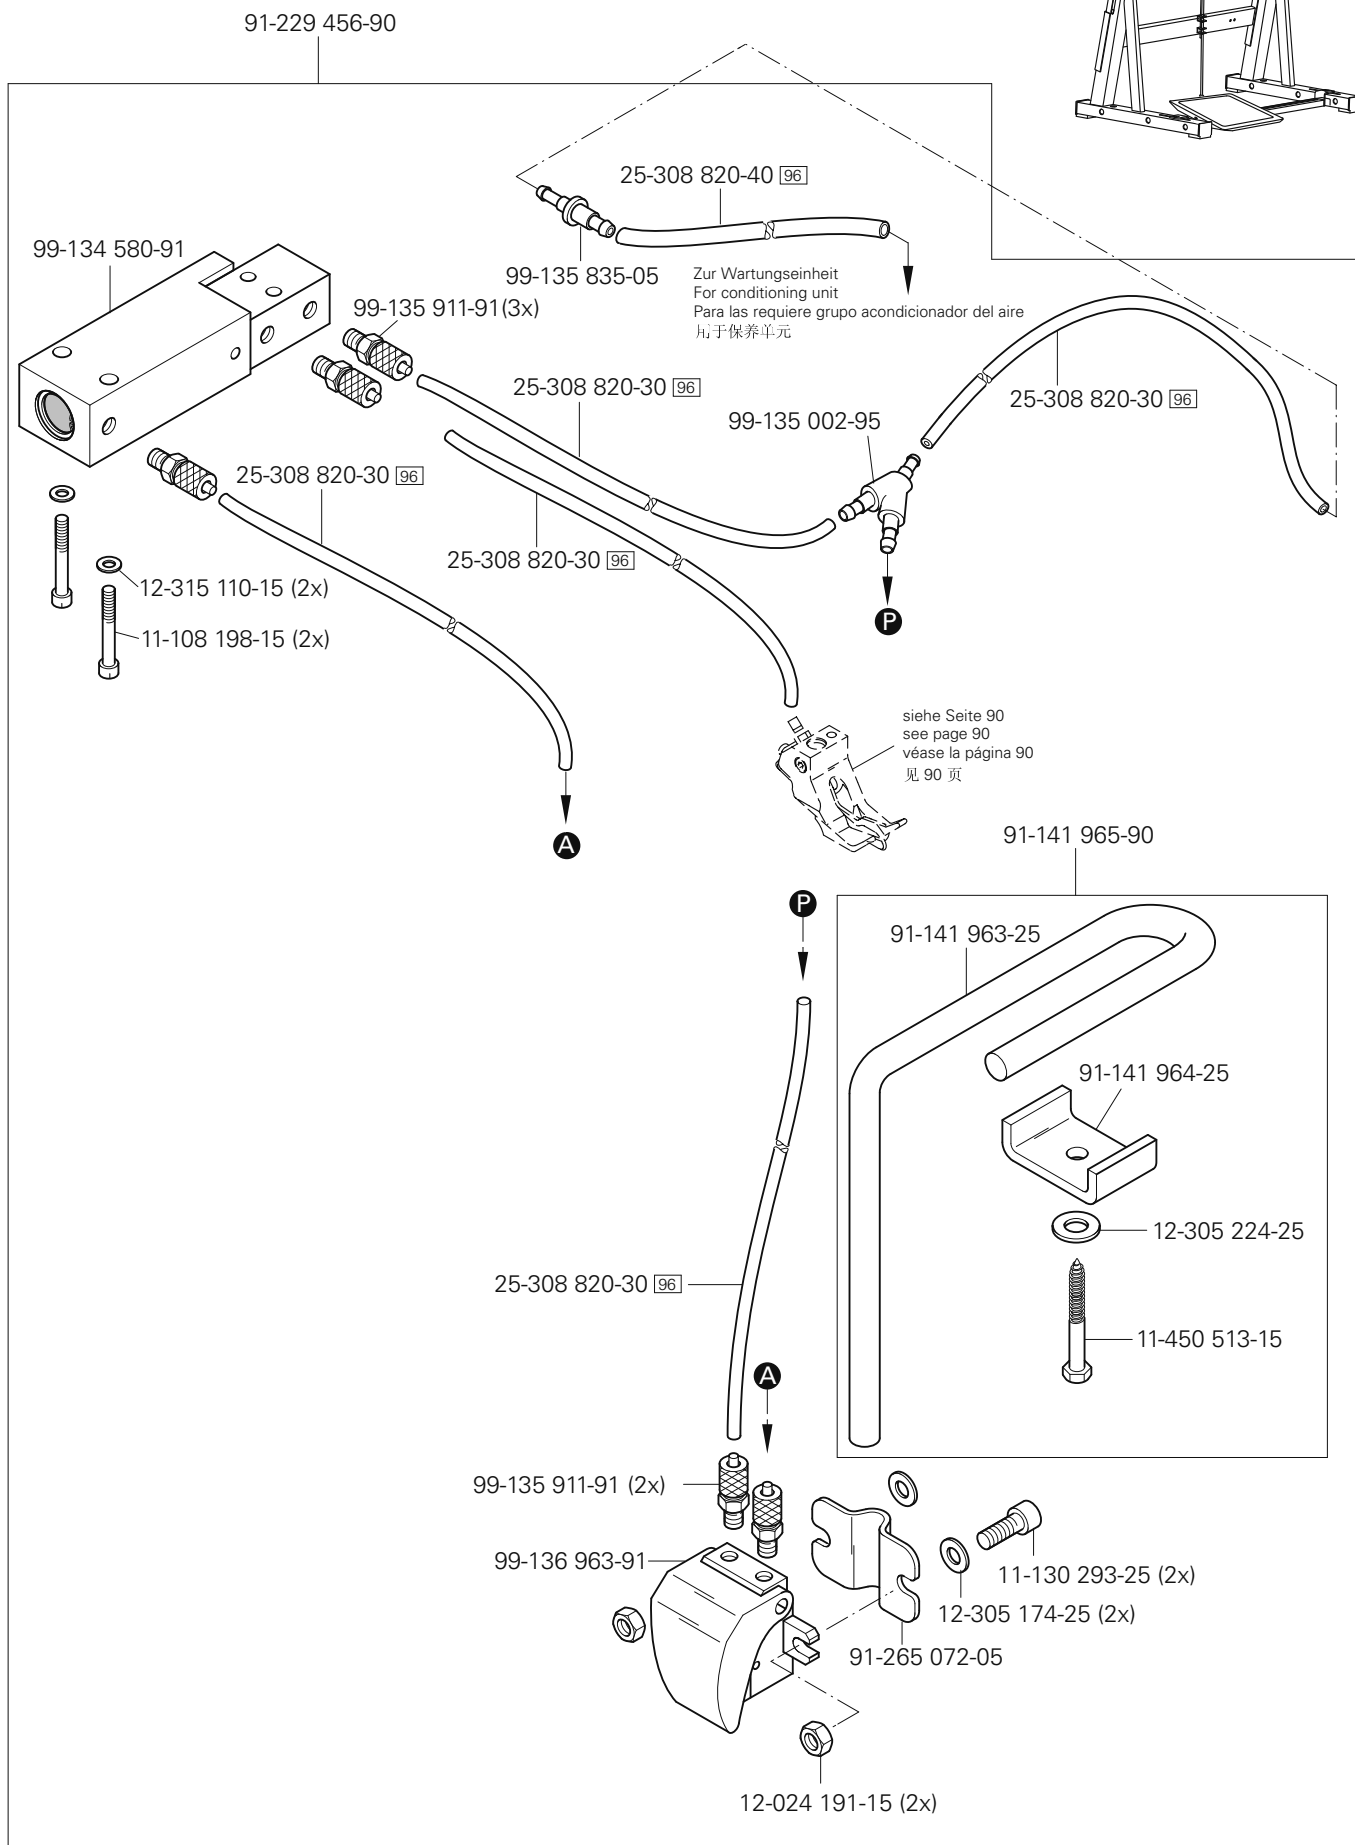 91-229 456-90
25-308 820-40 96
99-134 580-91
99-135 835-05
Zur Wartungseinheit
For conditioning unit
Para las requiere grupo acondicionador del aire
用于保养单元
99-135 911-91(3x)
25-308 820-30 96
25-308 820-30 96
99-135 002-95
25-308 820-30 96
25-308 820-30 96
12-315 110-15 (2x)
11-108 198-15 (2x)
P
siehe Seite 90
see page 90
véase la página 90
见 90 页
A
91-141 965-90
P
91-141 963-25
91-141 964-25
12-305 224-25
25-308 820-30 96
11-450 513-15
A
99-135 911-91 (2x)
99-136 963-91
11-130 293-25 (2x)
12-305 174-25 (2x)
91-265 072-05
12-024 191-15 (2x)